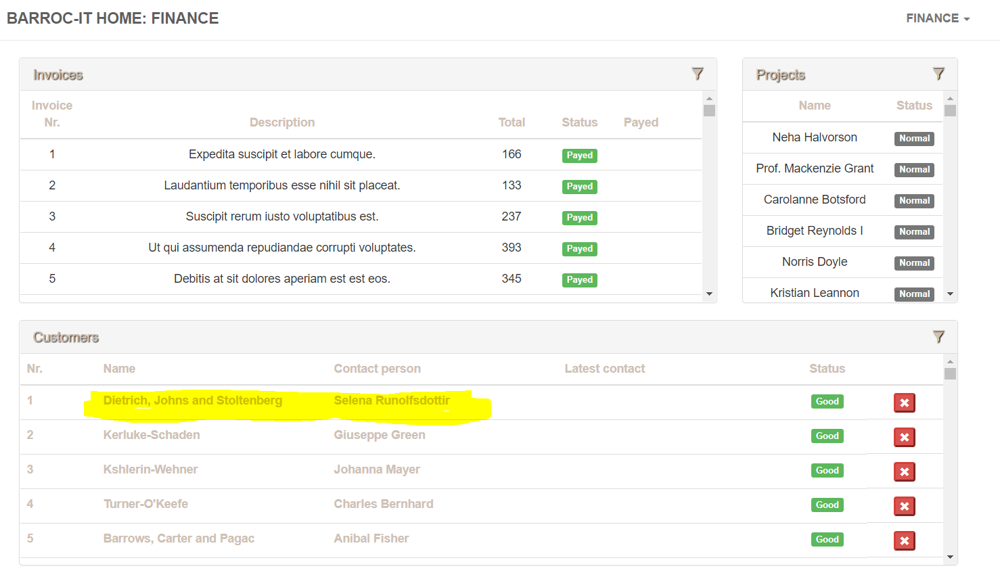 BARROC-IT HOME: FINANCE
FINANCE
Invoices
Invoice Nr. Description Total Status Payed
1 Expedita suscipit et labore cumque. 166 Payed
2 Laudantium temporibus esse nihil sit placeat. 133 Payed
3 Suscipit rerum iusto voluptatibus est. 237 Payed
4 Ut qui assumenda repudiandae corrupti voluptates. 393 Payed
5 Debitis at sit dolores aperiam est est eos. 345 Payed
Projects
Name Status
Neha Halvorson Normal
Prof. Mackenzie Grant Normal
Carolanne Botsford Normal
Bridget Reynolds I Normal
Norris Doyle Normal
Kristian Leannon Normal
Customers
Nr. Name Contact person Latest contact Status
1 Dietrich, Johns and Stoltenberg Selena Runolfsdottir Good
2 Kerluke-Schaden Giuseppe Green Good
3 Kshlerin-Wehner Johanna Mayer Good
4 Turner-O'Keefe Charles Bernhard Good
5 Barrows, Carter and Pagac Anibal Fisher Good